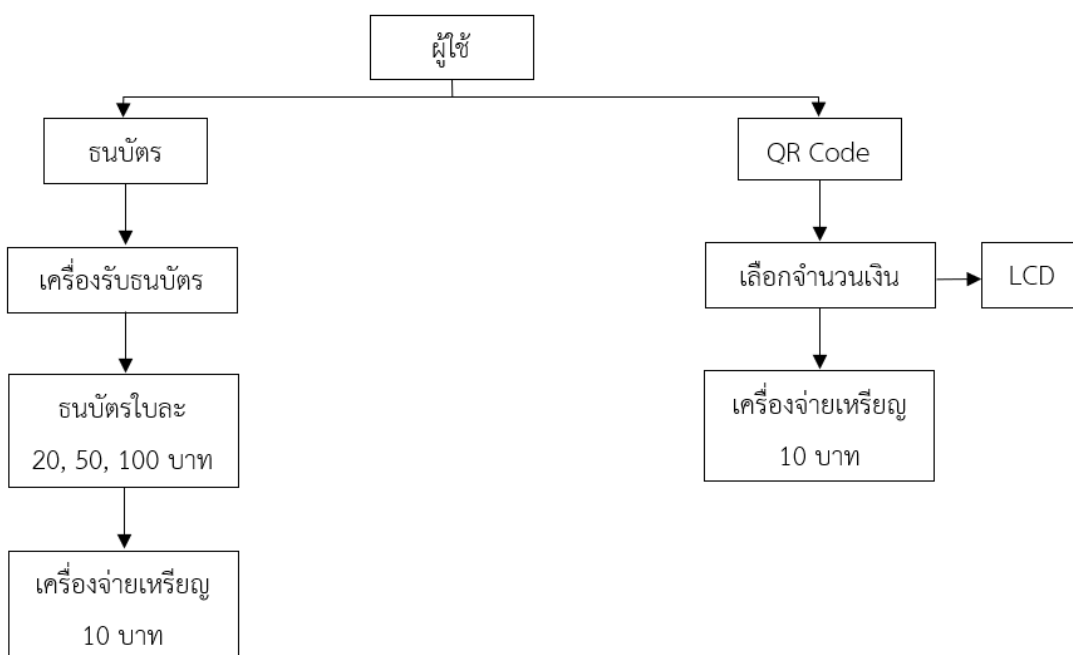 ผู้ใช้
ธนบัตร
QR Code
เครื่องรับธนบัตร
เลือกจำนวนเงิน
LCD
ธนบัตรใบละ
20, 50, 100 บาท
เครื่องจ่ายเหรียญ
10 บาท
เครื่องจ่ายเหรียญ
10 บาท